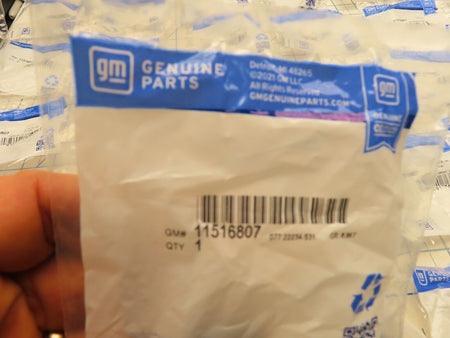 gm GENUINE PARTS
Detroit, MI 48265
©2021 GM LLC
All Rights Reserved
GMGENUINEPARTS.COM
gm
GENUINE
GM# 11516807
QTY 1